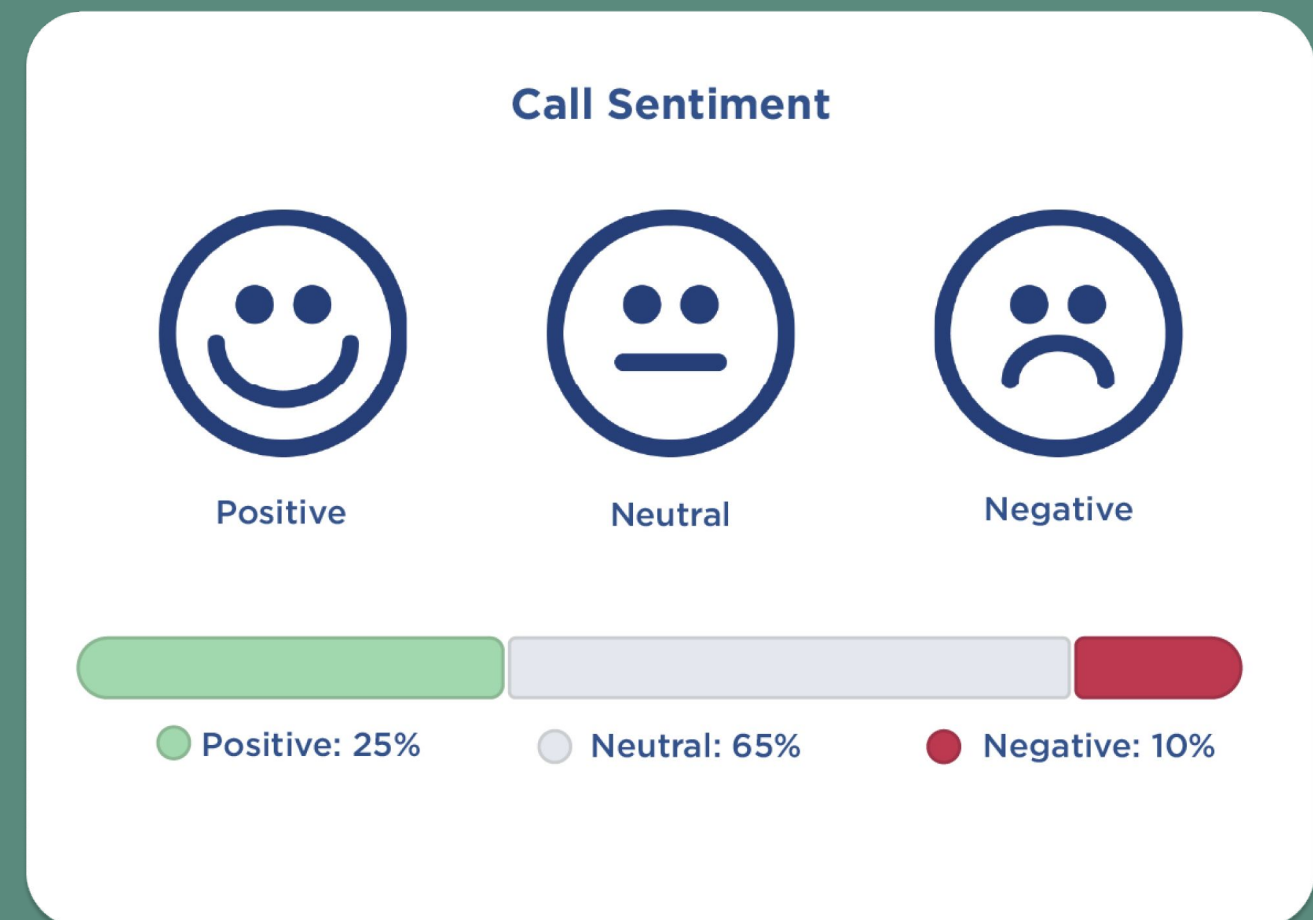 Call Sentiment
Positive
Neutral
Negative
Positive: 25%
Neutral: 65%
Negative: 10%